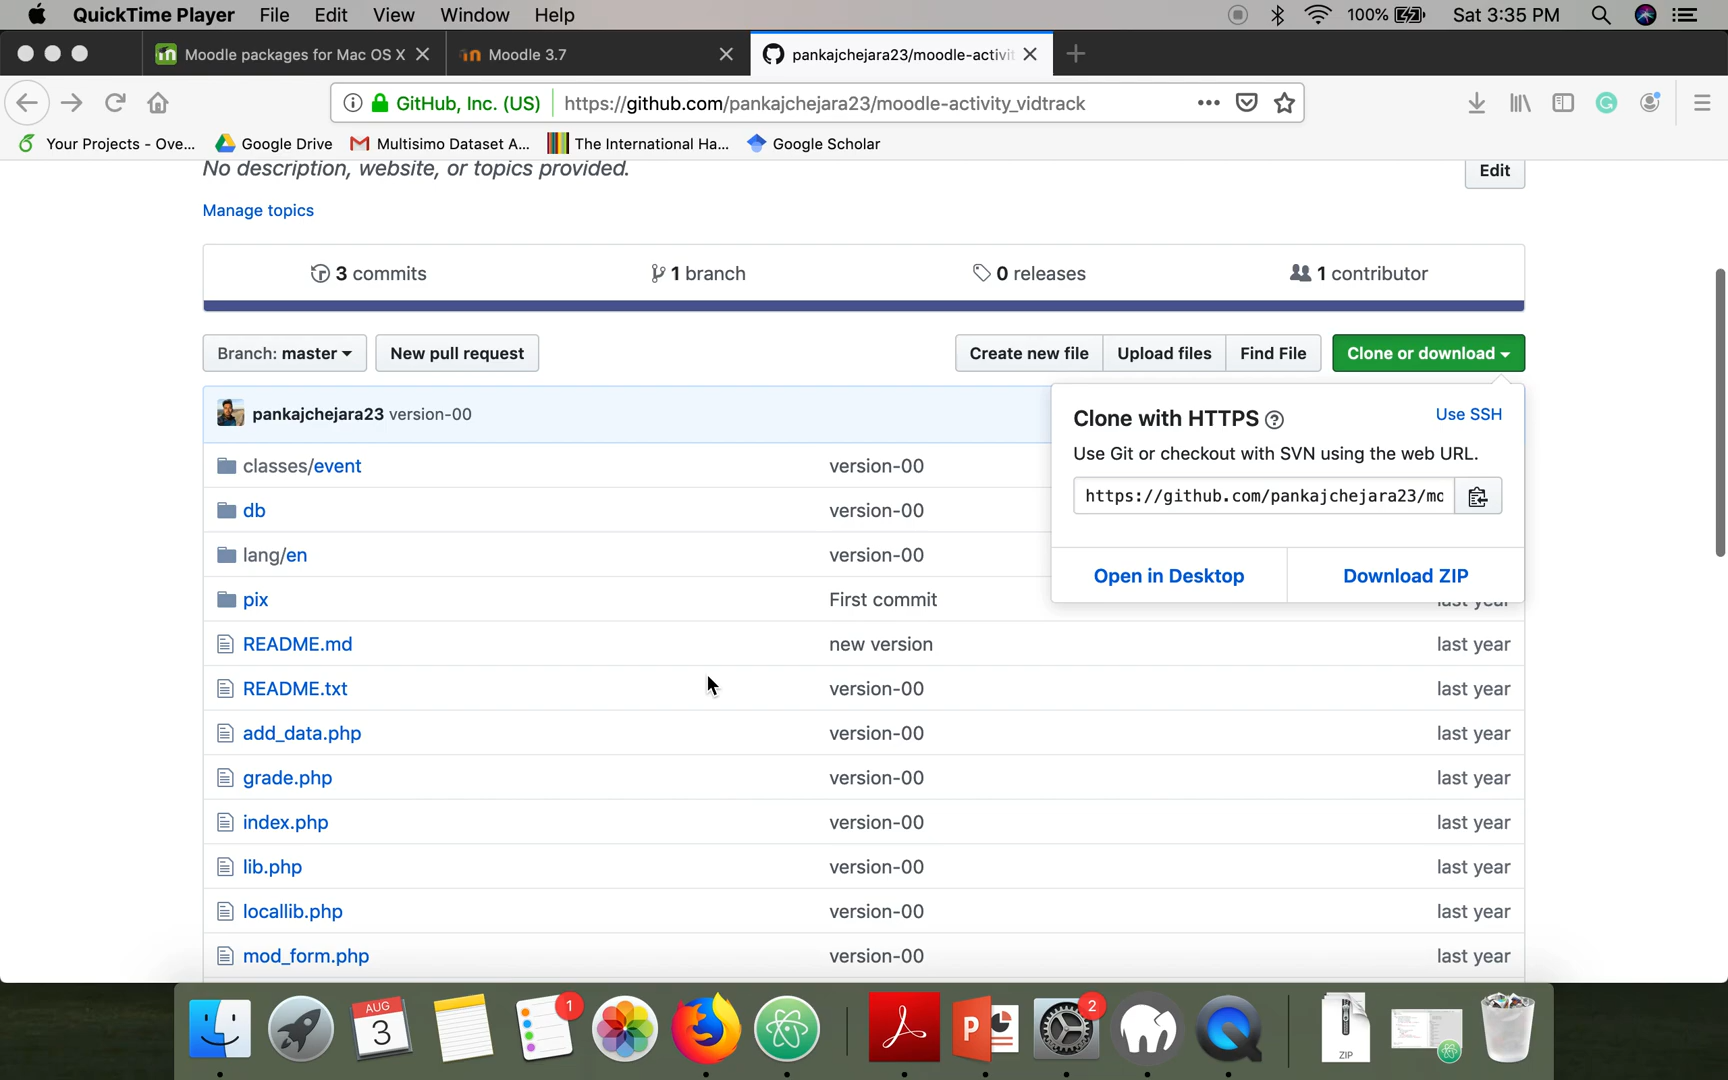 QuickTime Player File Edit View Window Help 100% Sat 3:35 PM
Moodle packages for Mac OS X Moodle 3.7 pankajchejara23/moodle-activit
GitHub, Inc. (US) https://github.com/pankajchejara23/moodle-activity_vidtrack
Your Projects - Ove... Google Drive Multisimo Dataset A... The International Ha... Google Scholar
No description, website, or topics provided. Edit
Manage topics
3 commits 1 branch 0 releases 1 contributor
Branch: master New pull request Create new file Upload files Find File Clone or download
pankajchejara23 version-00
Clone with HTTPS Use SSH
Use Git or checkout with SVN using the web URL.
https://github.com/pankajchejara23/mo
Open in Desktop Download ZIP
classes/event version-00
db version-00
lang/en version-00
pix First commit last year
README.md new version last year
README.txt version-00 last year
add_data.php version-00 last year
grade.php version-00 last year
index.php version-00 last year
lib.php version-00 last year
locallib.php version-00 last year
mod_form.php version-00 last year
AUG
3
1
2
P
ZIP